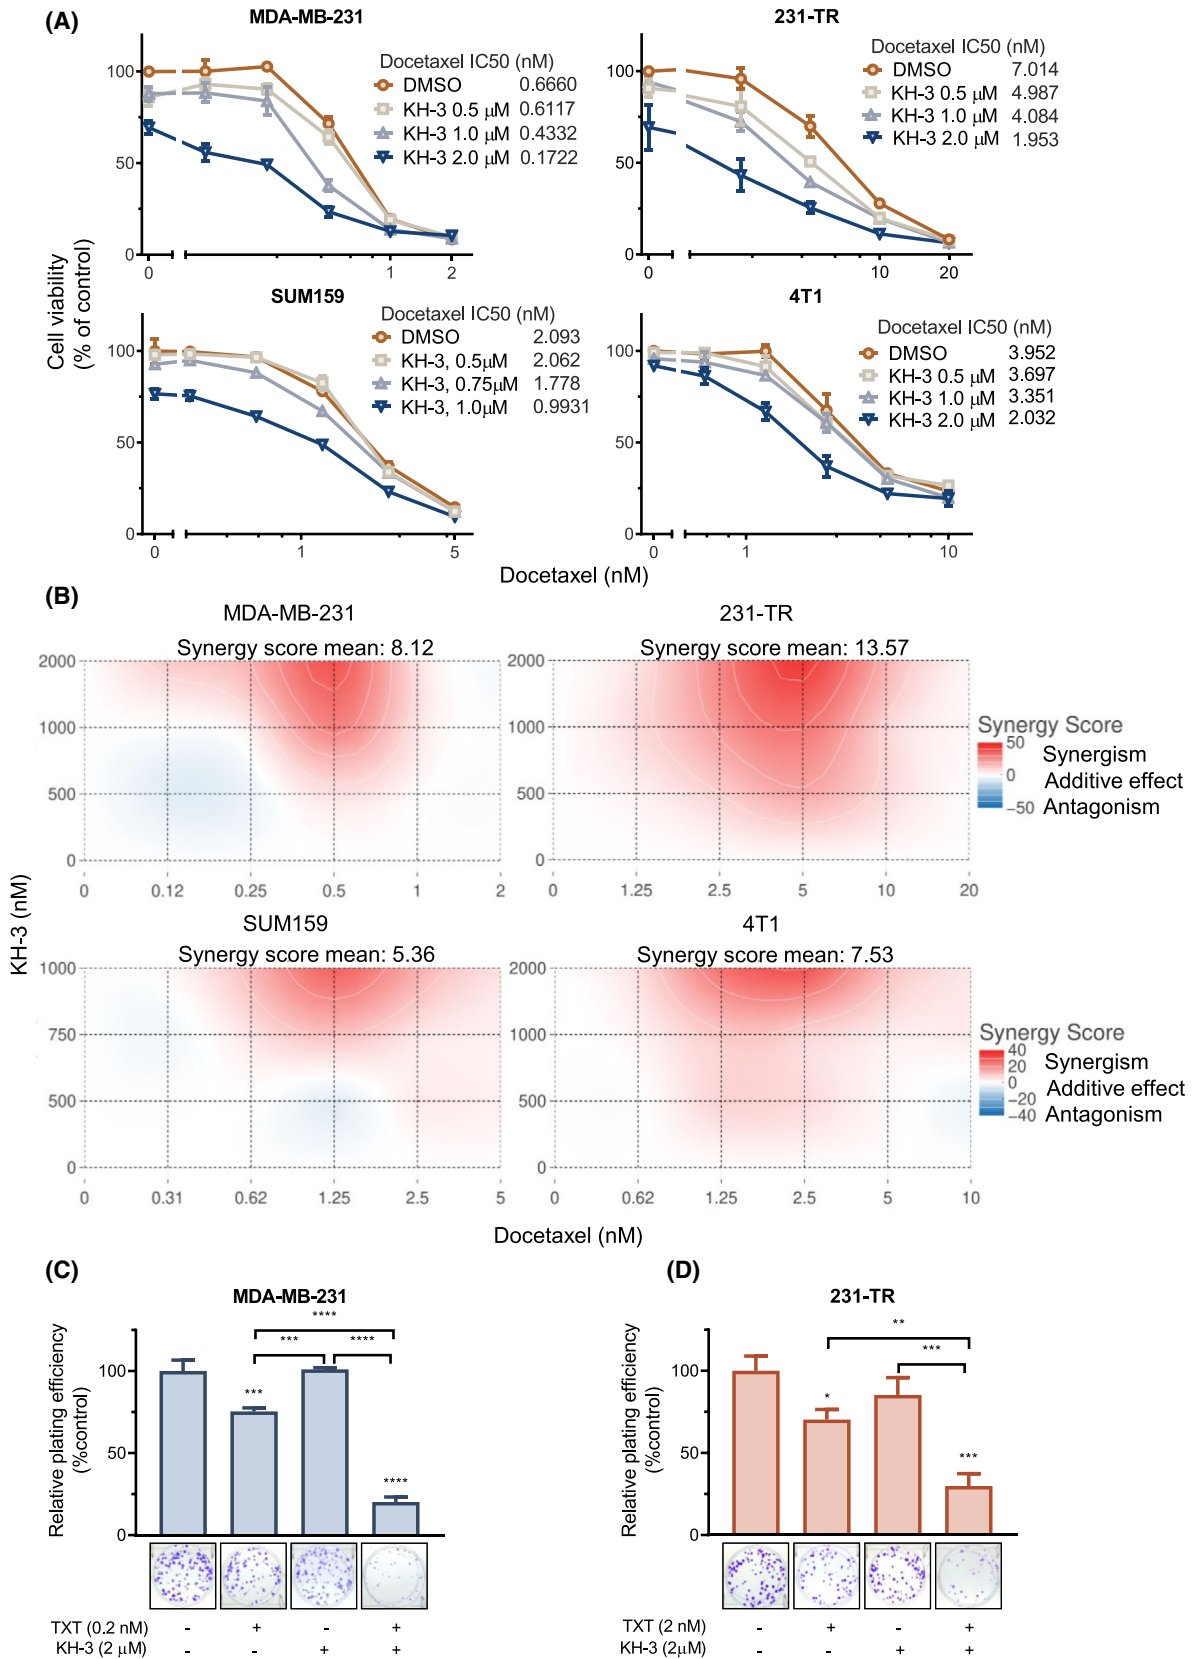 (A)
MDA-MB-231
Docetaxel IC50 (nM)
DMSO 0.6660
KH-3 0.5 μM 0.6117
KH-3 1.0 μM 0.4332
KH-3 2.0 μM 0.1722
100
50
0
0 1 2
231-TR
Docetaxel IC50 (nM)
DMSO 7.014
KH-3 0.5 μM 4.987
KH-3 1.0 μM 4.084
KH-3 2.0 μM 1.953
100
50
0
0 10 20
Cell viability
(% of control)
SUM159
Docetaxel IC50 (nM)
DMSO 2.093
KH-3, 0.5μM 2.062
KH-3, 0.75μM 1.778
KH-3, 1.0μM 0.9931
100
50
0
0 1 5
4T1
Docetaxel IC50 (nM)
DMSO 3.952
KH-3 0.5 μM 3.697
KH-3 1.0 μM 3.351
KH-3 2.0 μM 2.032
100
50
0
0 1 10
Docetaxel (nM)
(B)
MDA-MB-231
Synergy score mean: 8.12
2000
1000
500
0
0 0.12 0.25 0.5 1 2
231-TR
Synergy score mean: 13.57
2000
1000
500
0
0 1.25 2.5 5 10 20
Synergy Score
50 Synergism
0 Additive effect
-50 Antagonism
KH-3 (nM)
SUM159
Synergy score mean: 5.36
1000
750
500
0
0 0.31 0.62 1.25 2.5 5
4T1
Synergy score mean: 7.53
2000
1000
500
0
0 0.62 1.25 2.5 5 10
Synergy Score
40
20 Synergism
0 Additive effect
-20
-40 Antagonism
Docetaxel (nM)
(C)
MDA-MB-231
Relative plating efficiency
(%control)
100
50
0
****
*** ****
***
****
TXT (0.2 nM) - + - +
KH-3 (2 μM) - - + +
(D)
231-TR
Relative plating efficiency
(%control)
100
50
0
**
***
*
***
TXT (2 nM) - + - +
KH-3 (2μM) - - + +